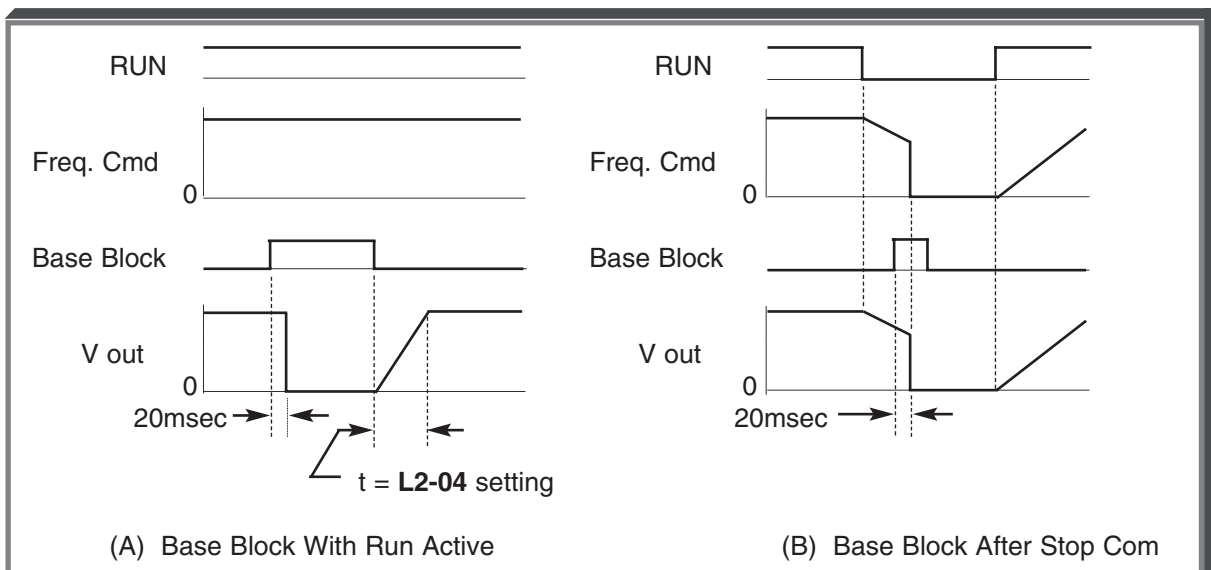 RUN
Freq. Cmd
0
Base Block
V out
0
20msec
t = L2-04 setting
(A) Base Block With Run Active
RUN
Freq. Cmd
0
Base Block
V out
0
20msec
(B) Base Block After Stop Com